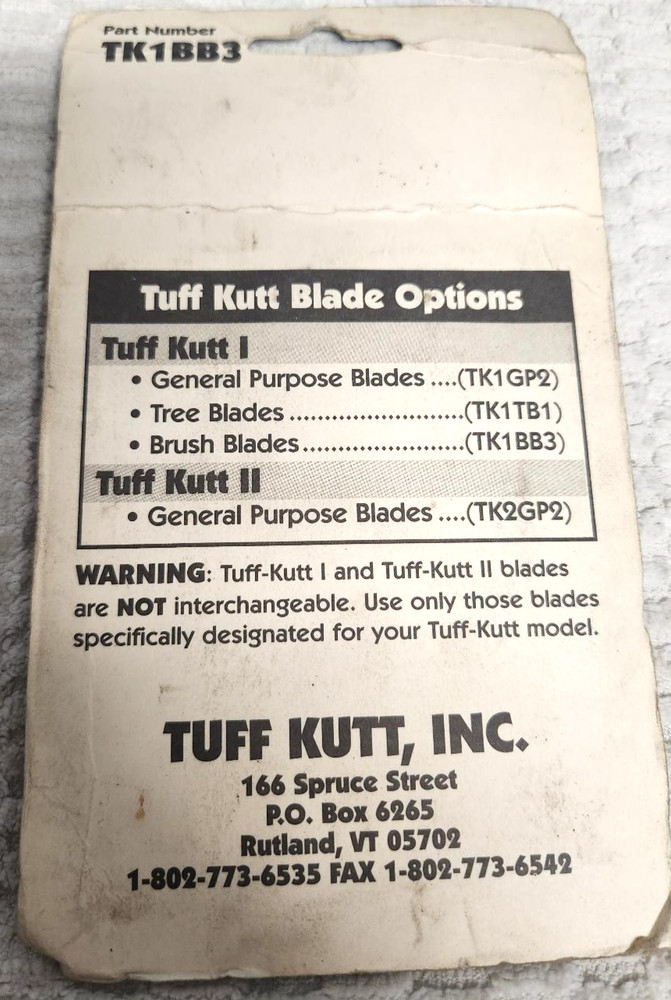 Part Number
TK1BB3
Tuff Kutt Blade Options
Tuff Kutt I
• General Purpose Blades ....(TK1GP2)
• Tree Blades........................(TK1TB1)
• Brush Blades......................(TK1BB3)
Tuff Kutt II
• General Purpose Blades ....(TK2GP2)
WARNING: Tuff-Kutt I and Tuff-Kutt II blades
are NOT interchangeable. Use only those blades
specifically designated for your Tuff-Kutt model.
TUFF KUTT, INC.
166 Spruce Street
P.O. Box 6265
Rutland, VT 05702
1-802-773-6535 FAX 1-802-773-6542